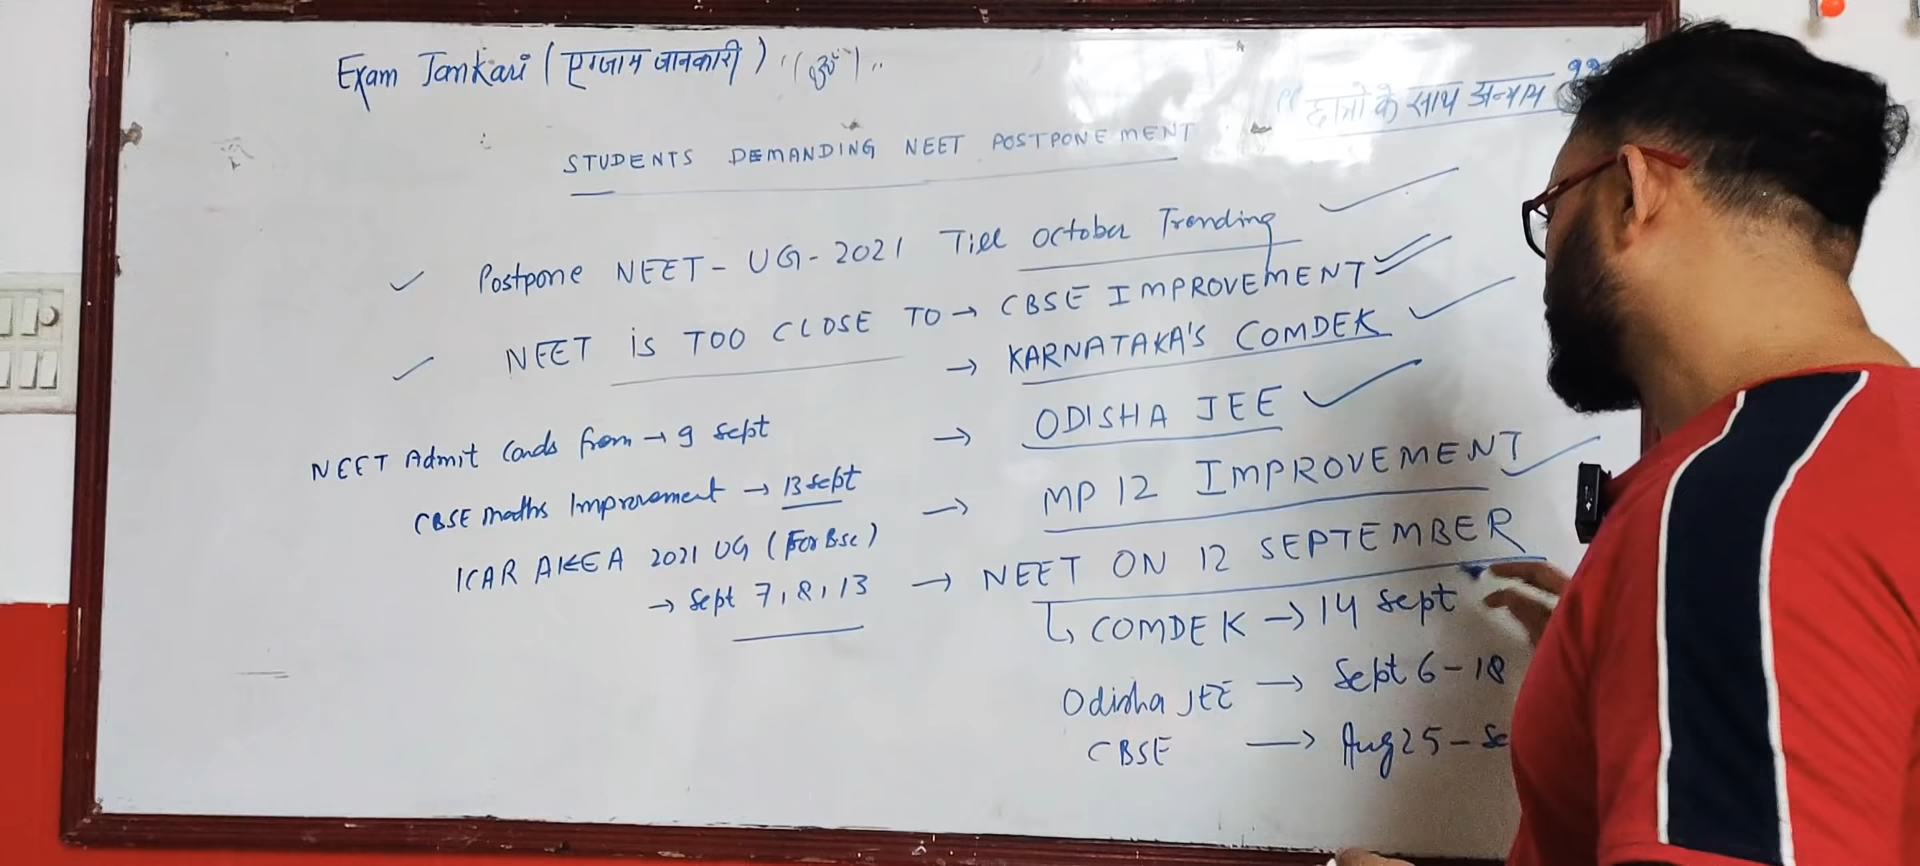 Exam Jankari (एग्जाम जानकारी)
" छात्रो के साथ अन्याय
STUDENTS DEMANDING NEET POSTPONEMENT
✓ Postpone NEET - UG - 2021 Till October Trending ✓
✓ NEET is TOO CLOSE TO → CBSE IMPROVEMENT ✓
→ KARNATAKA'S COMDEK ✓
→ ODISHA JEE ✓
→ MP 12 IMPROVEMENT ✓
→ NEET ON 12 SEPTEMBER
↳ COMDEK → 14 Sept
Odisha JEE → Sept 6 - 18
CBSE → Aug 25 -
NEET Admit Cards from → 9 Sept
CBSE maths Improvement → 13 sept
ICAR AIEEA 2021 UG (For Bsc)
→ Sept 7, 8, 13